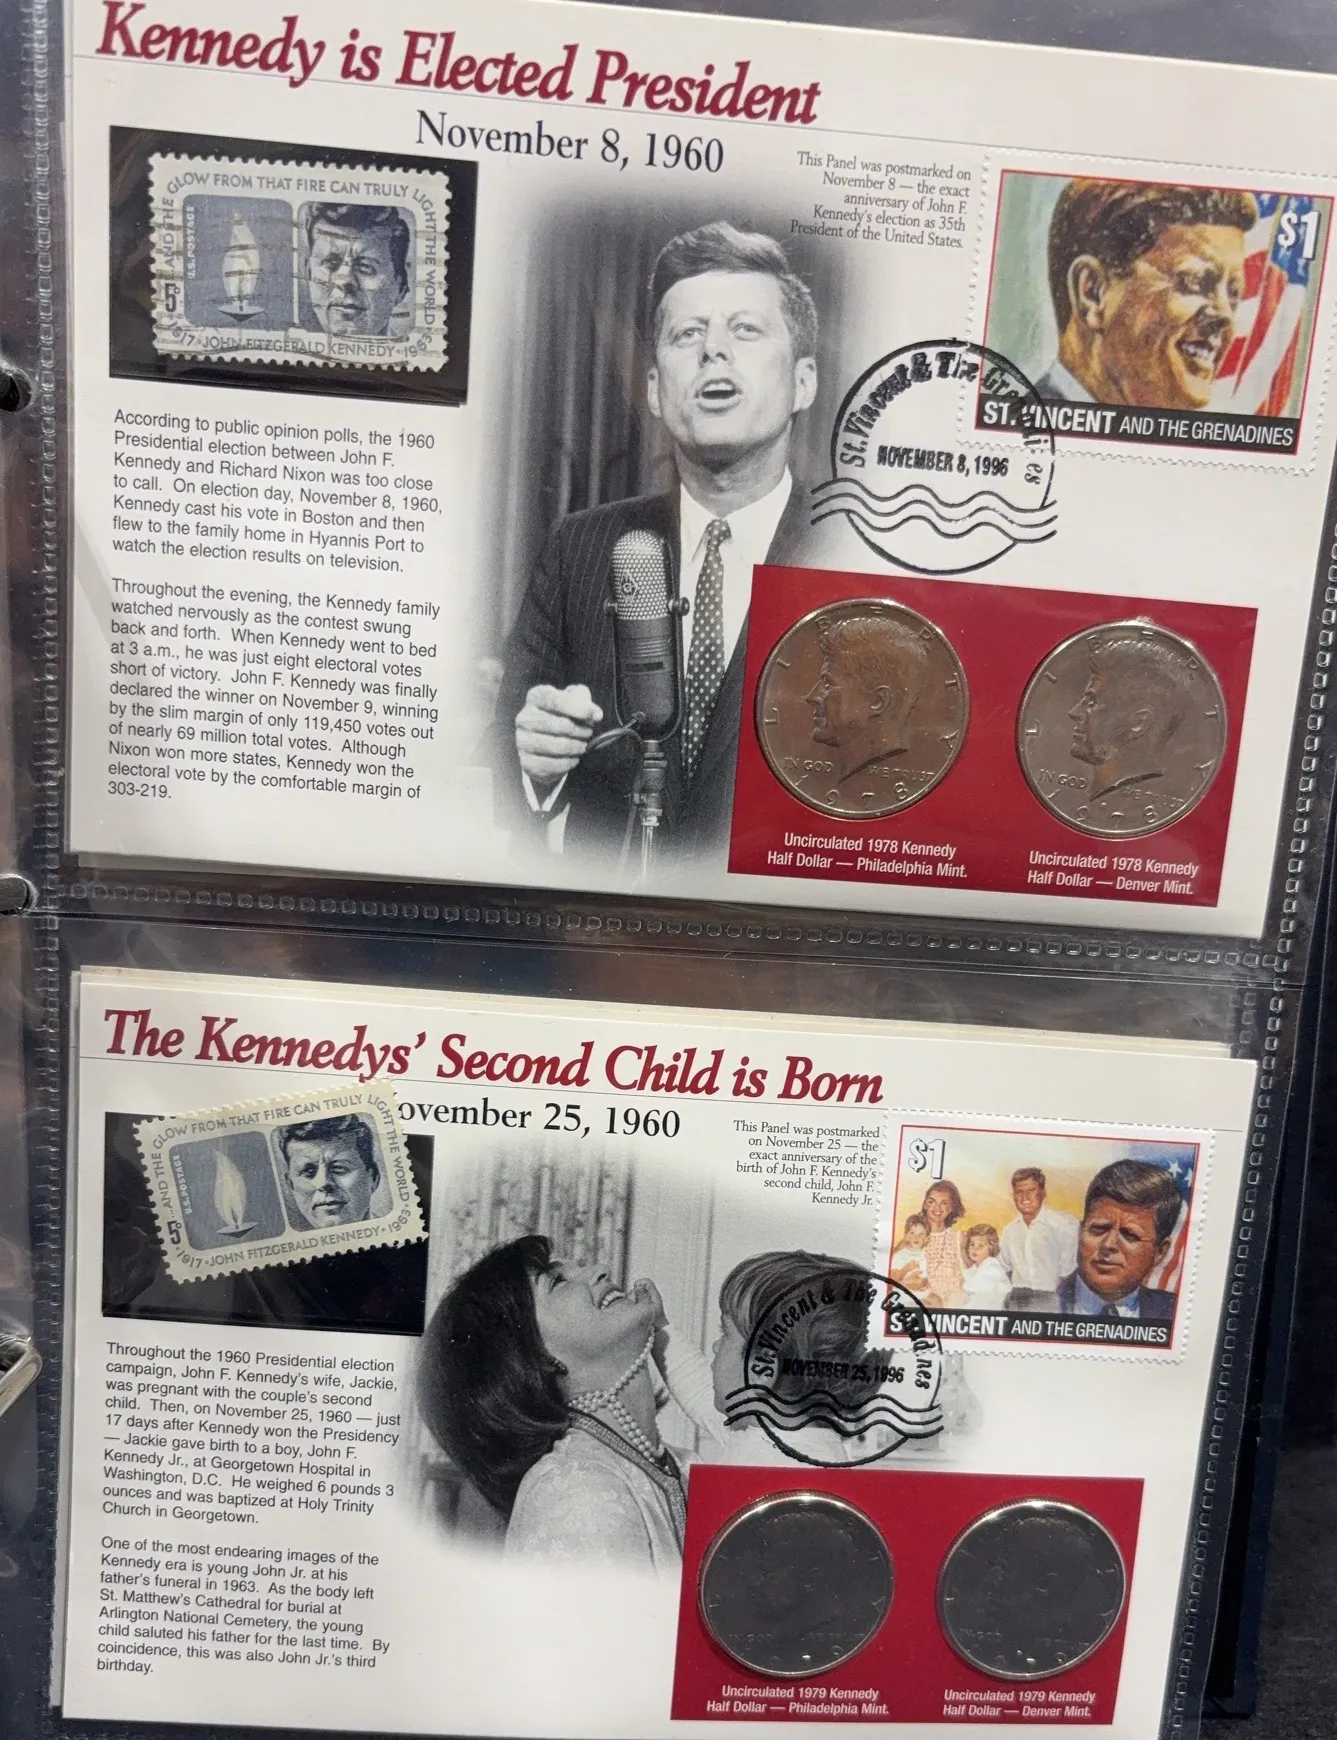 Kennedy is Elected President
November 8, 1960
...AND THE GLOW FROM THAT FIRE CAN TRULY LIGHT THE WORLD
U.S. POSTAGE
5¢
1917·JOHN FITZGERALD KENNEDY·1963
This Panel was postmarked on
November 8 — the exact
anniversary of John F.
Kennedy's election as 35th
President of the United States.
$1
ST. VINCENT AND THE GRENADINES
St. Vincent & The Grenadines
NOVEMBER 8, 1996
According to public opinion polls, the 1960
Presidential election between John F.
Kennedy and Richard Nixon was too close
to call. On election day, November 8, 1960,
Kennedy cast his vote in Boston and then
flew to the family home in Hyannis Port to
watch the election results on television.
Throughout the evening, the Kennedy family
watched nervously as the contest swung
back and forth. When Kennedy went to bed
at 3 a.m., he was just eight electoral votes
short of victory. John F. Kennedy was finally
declared the winner on November 9, winning
by the slim margin of only 119,450 votes out
of nearly 69 million total votes. Although
Nixon won more states, Kennedy won the
electoral vote by the comfortable margin of
303-219.
LIBERTY
IN GOD WE TRUST
1978
LIBERTY
IN GOD WE TRUST
1978
Uncirculated 1978 Kennedy
Half Dollar — Philadelphia Mint.
Uncirculated 1978 Kennedy
Half Dollar — Denver Mint.
The Kennedys' Second Child is Born
ovember 25, 1960
...AND THE GLOW FROM THAT FIRE CAN TRULY LIGHT THE WORLD
U.S. POSTAGE
5¢
1917·JOHN FITZGERALD KENNEDY·1963
This Panel was postmarked
on November 25 — the
exact anniversary of the
birth of John F. Kennedy's
second child, John F.
Kennedy Jr.
$1
ST. VINCENT AND THE GRENADINES
St. Vincent & The Grenadines
NOVEMBER 25, 1996
Throughout the 1960 Presidential election
campaign, John F. Kennedy's wife, Jackie,
was pregnant with the couple's second
child. Then, on November 25, 1960 — just
17 days after Kennedy won the Presidency
— Jackie gave birth to a boy, John F.
Kennedy Jr., at Georgetown Hospital in
Washington, D.C. He weighed 6 pounds 3
ounces and was baptized at Holy Trinity
Church in Georgetown.
One of the most endearing images of the
Kennedy era is young John Jr. at his
father's funeral in 1963. As the body left
St. Matthew's Cathedral for burial at
Arlington National Cemetery, the young
child saluted his father for the last time. By
coincidence, this was also John Jr.'s third
birthday.
IN GOD WE TRUST
IN GOD WE TRUST
Uncirculated 1979 Kennedy
Half Dollar — Philadelphia Mint.
Uncirculated 1979 Kennedy
Half Dollar — Denver Mint.